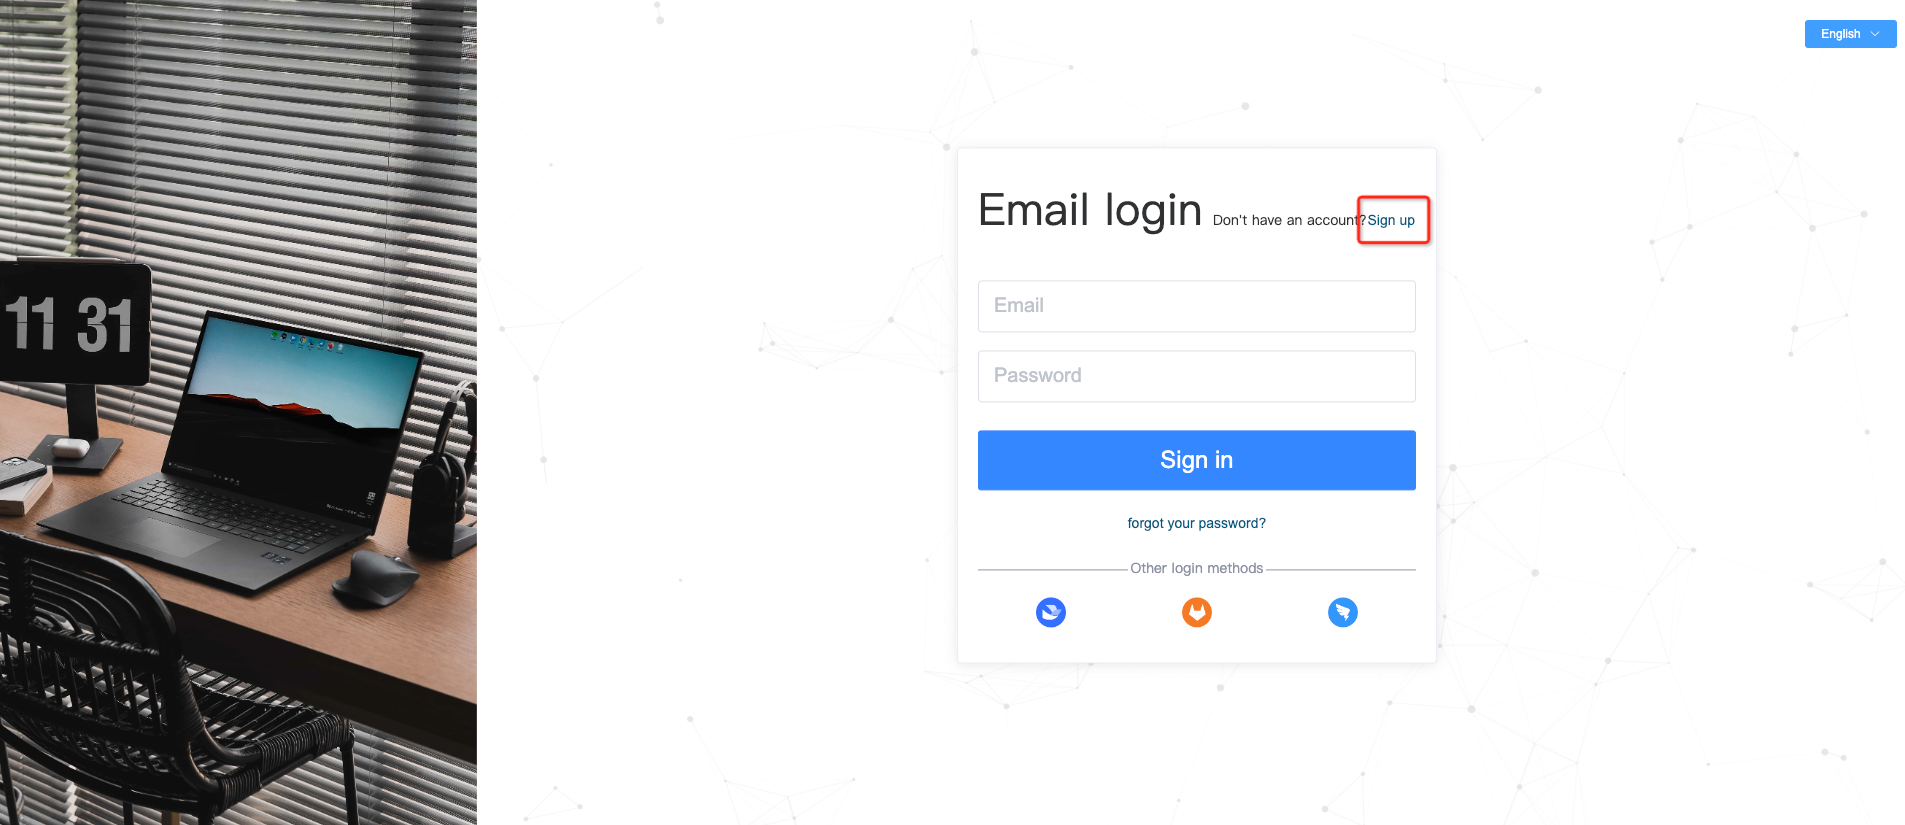 English
Email login Don't have an account?Sign up
Email
Password
Sign in
forgot your password?
Other login methods
11 31